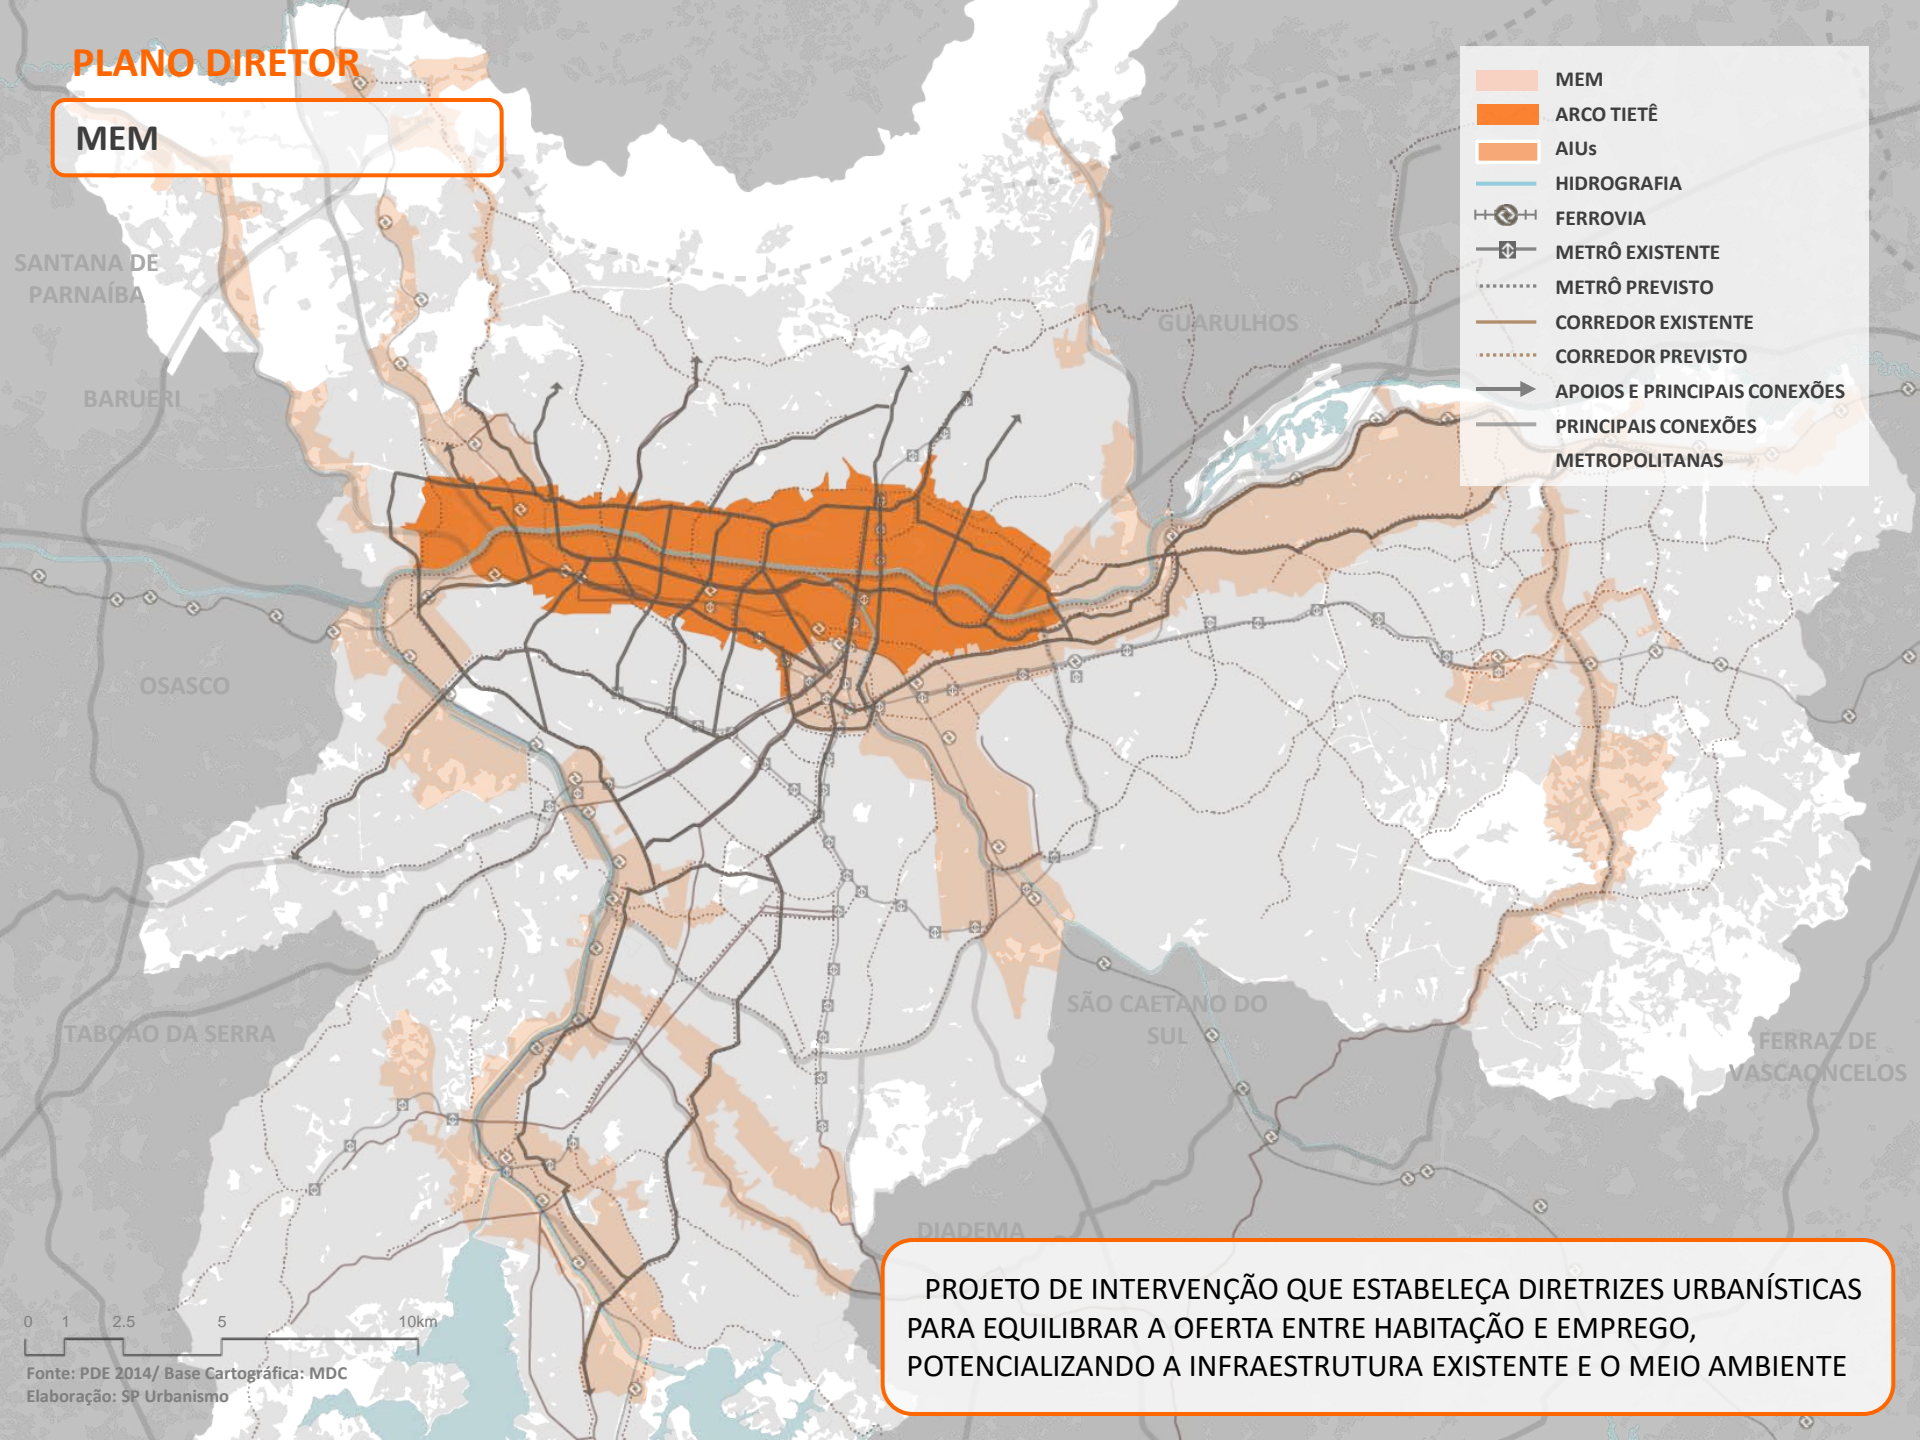 PLANO DIRETOR
MEM
MEM
ARCO TIETÊ
AIUs
HIDROGRAFIA
FERROVIA
METRÔ EXISTENTE
METRÔ PREVISTO
CORREDOR EXISTENTE
CORREDOR PREVISTO
APOIOS E PRINCIPAIS CONEXÕES
PRINCIPAIS CONEXÕES
METROPOLITANAS
SANTANA DE
PARNAÍBA
GUARULHOS
BARUERI
OSASCO
SÃO CAETANO DO
SUL
TABOÃO DA SERRA
FERRAZ DE
VASCAONCELOS
DIADEMA
PROJETO DE INTERVENÇÃO QUE ESTABELEÇA DIRETRIZES URBANÍSTICAS
PARA EQUILIBRAR A OFERTA ENTRE HABITAÇÃO E EMPREGO,
POTENCIALIZANDO A INFRAESTRUTURA EXISTENTE E O MEIO AMBIENTE
0 1 2.5 5 10km
Fonte: PDE 2014/ Base Cartográfica: MDC
Elaboração: SP Urbanismo